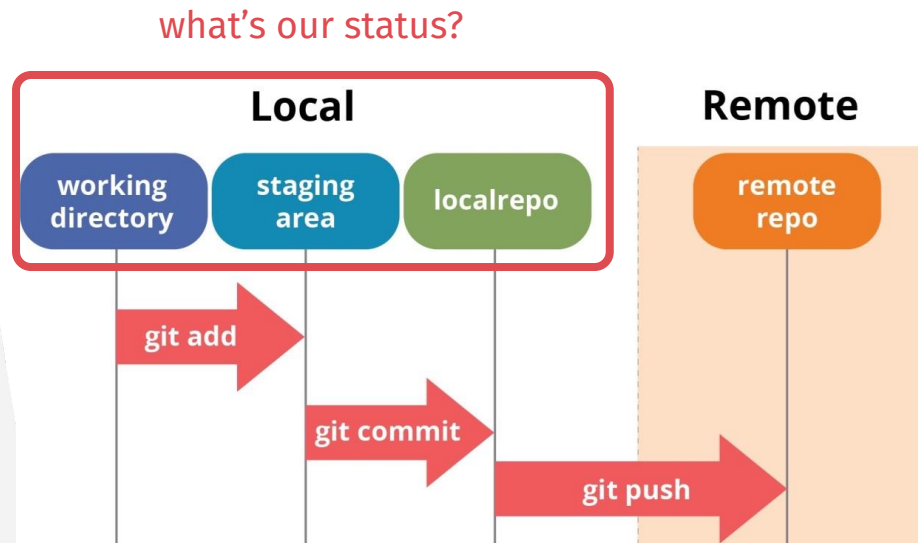 what’s our status?
Local
Remote
working
directory
staging
area
localrepo
remote
repo
git add
git commit
git push